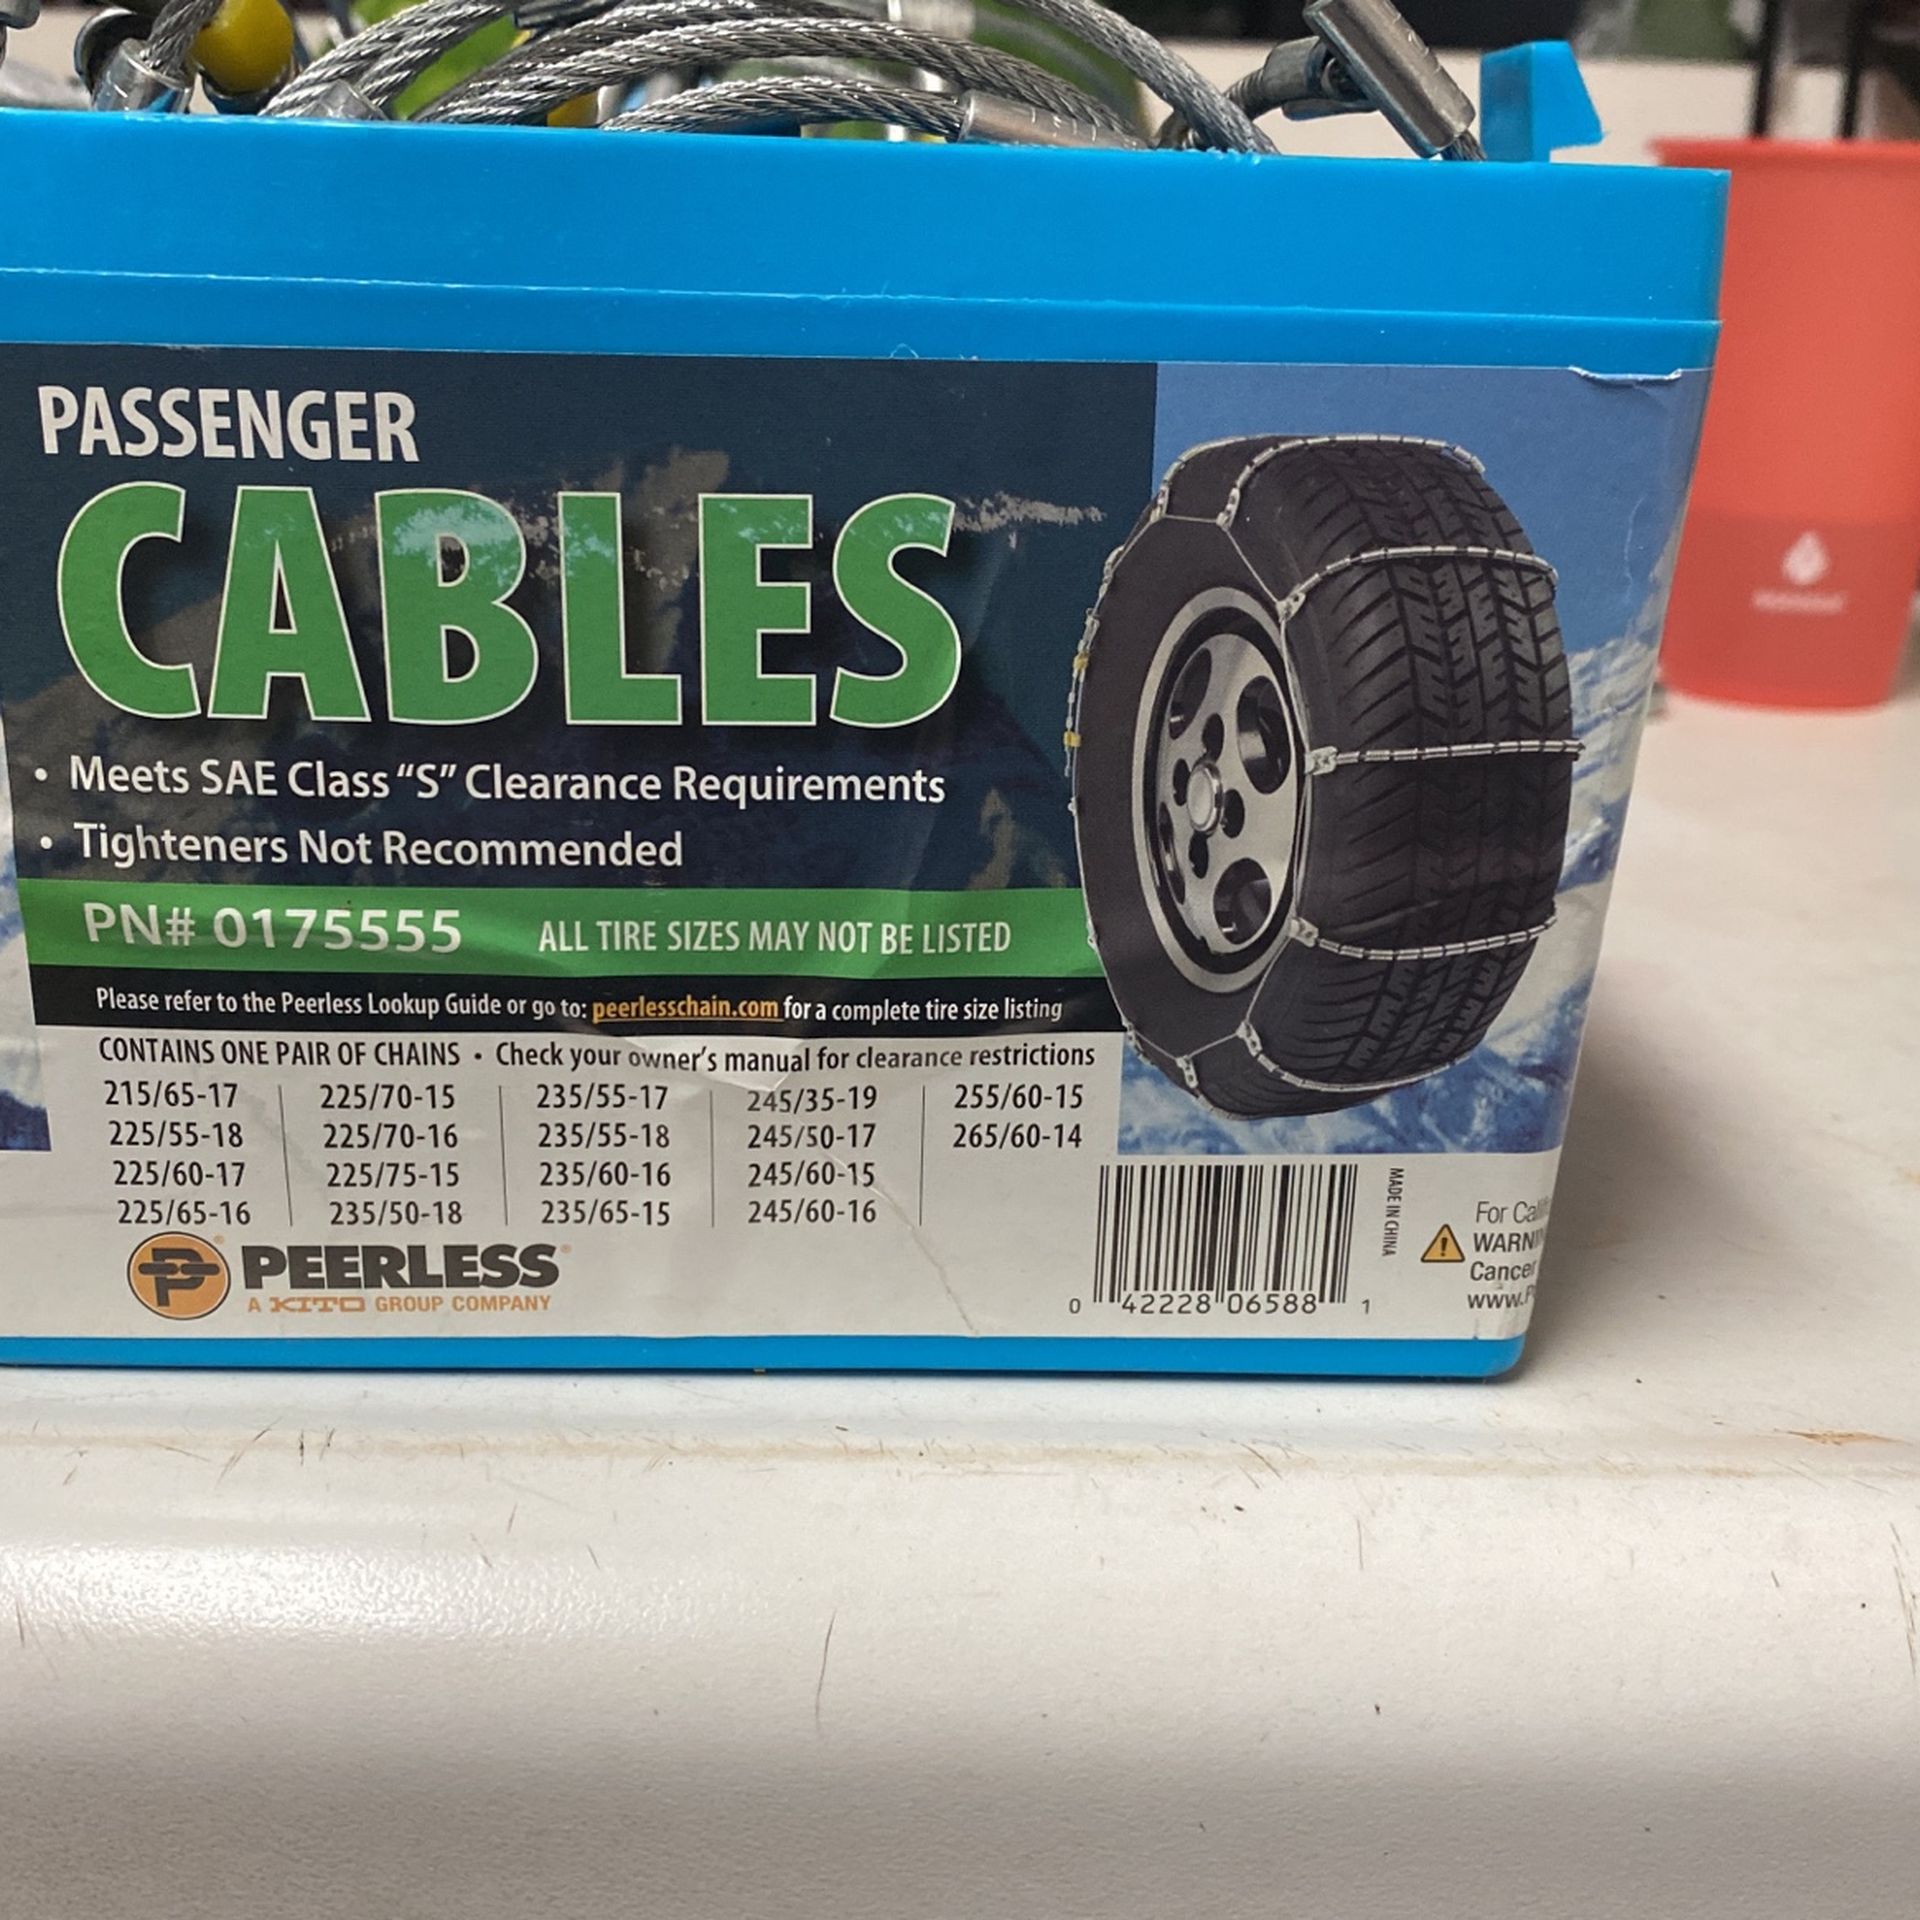 PASSENGER
CABLES
• Meets SAE Class “S” Clearance Requirements
• Tighteners Not Recommended
PN# 0175555 ALL TIRE SIZES MAY NOT BE LISTED
Please refer to the Peerless Lookup Guide or go to: peerlesschain.com for a complete tire size listing
CONTAINS ONE PAIR OF CHAINS • Check your owner’s manual for clearance restrictions
215/65-17 225/70-15 235/55-17 245/35-19 255/60-15
225/55-18 225/70-16 235/55-18 245/50-17 265/60-14
225/60-17 225/75-15 235/60-16 245/60-15
225/65-16 235/50-18 235/65-15 245/60-16
PEERLESS®
A KITO GROUP COMPANY
0 42228 06588 1
MADE IN CHINA
For
Cancer